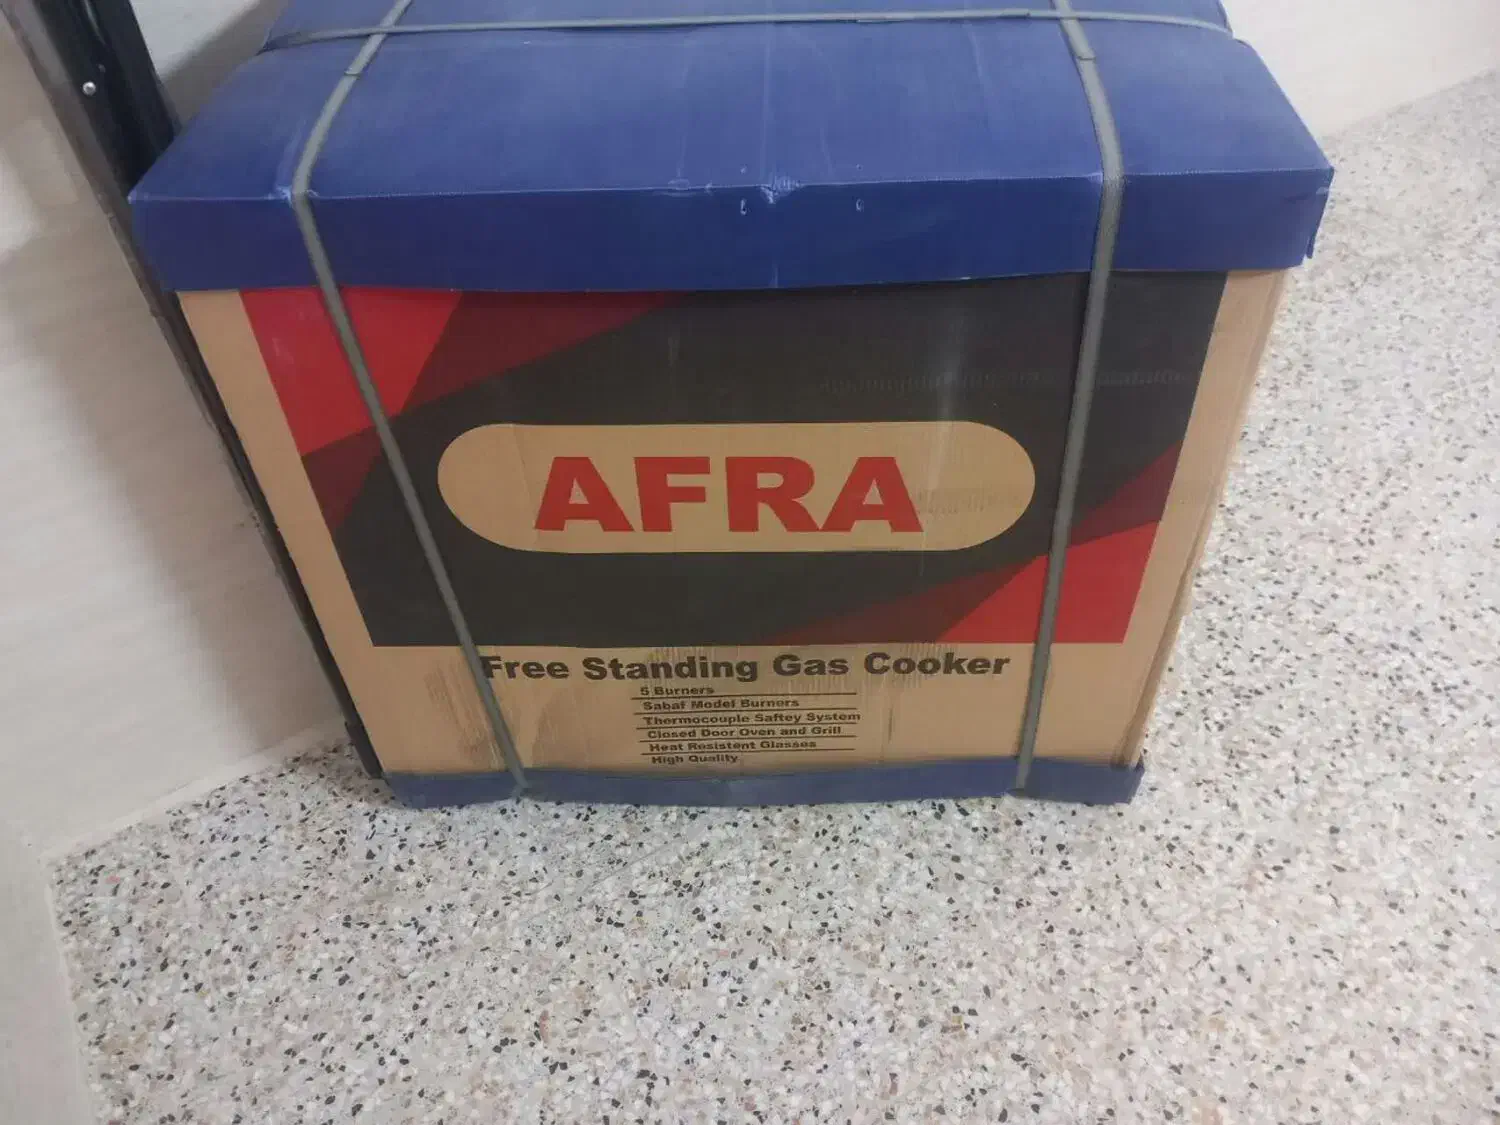 AFRA
Free Standing Gas Cooker
5 Burners
Sabaf Model Burners
Thermocouple Saftey System
Closed Door Oven and Grill
Heat Resistent Glasses
High Quality